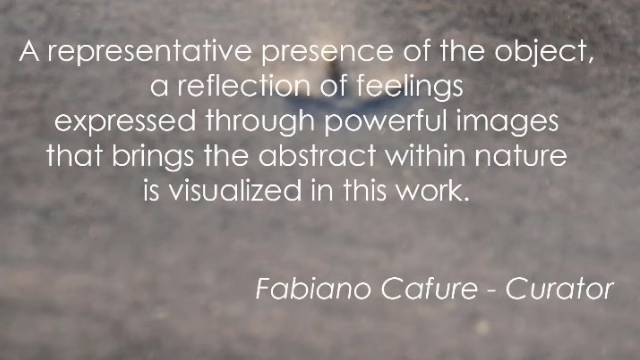 A representative presence of the object,
a reflection of feelings
expressed through powerful images
that brings the abstract within nature
is visualized in this work.
Fabiano Cafure - Curator